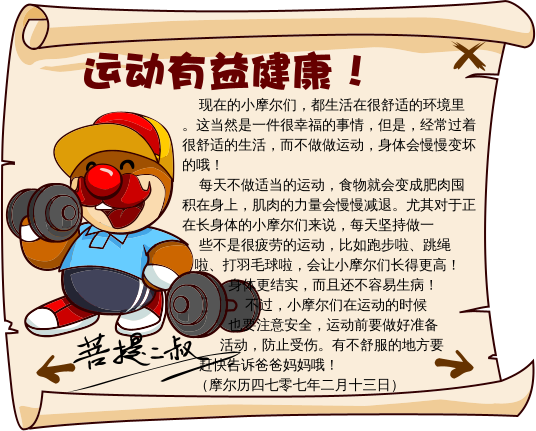 运动有益健康！
现在的小摩尔们，都生活在很舒适的环境里
。这当然是一件很幸福的事情，但是，经常过着
很舒适的生活，而不做做运动，身体会慢慢变坏
的哦！
每天不做适当的运动，食物就会变成肥肉囤
积在身上，肌肉的力量会慢慢减退。尤其对于正
在长身体的小摩尔们来说，每天坚持做一
些不是很疲劳的运动，比如跑步啦、跳绳
啦、打羽毛球啦，会让小摩尔们长得更高！
身体更结实，而且还不容易生病！
不过，小摩尔们在运动的时候
也要注意安全，运动前要做好准备
活动，防止受伤。有不舒服的地方要
赶快告诉爸爸妈妈哦！
（摩尔历四七零七年二月十三日）
菩提二叔